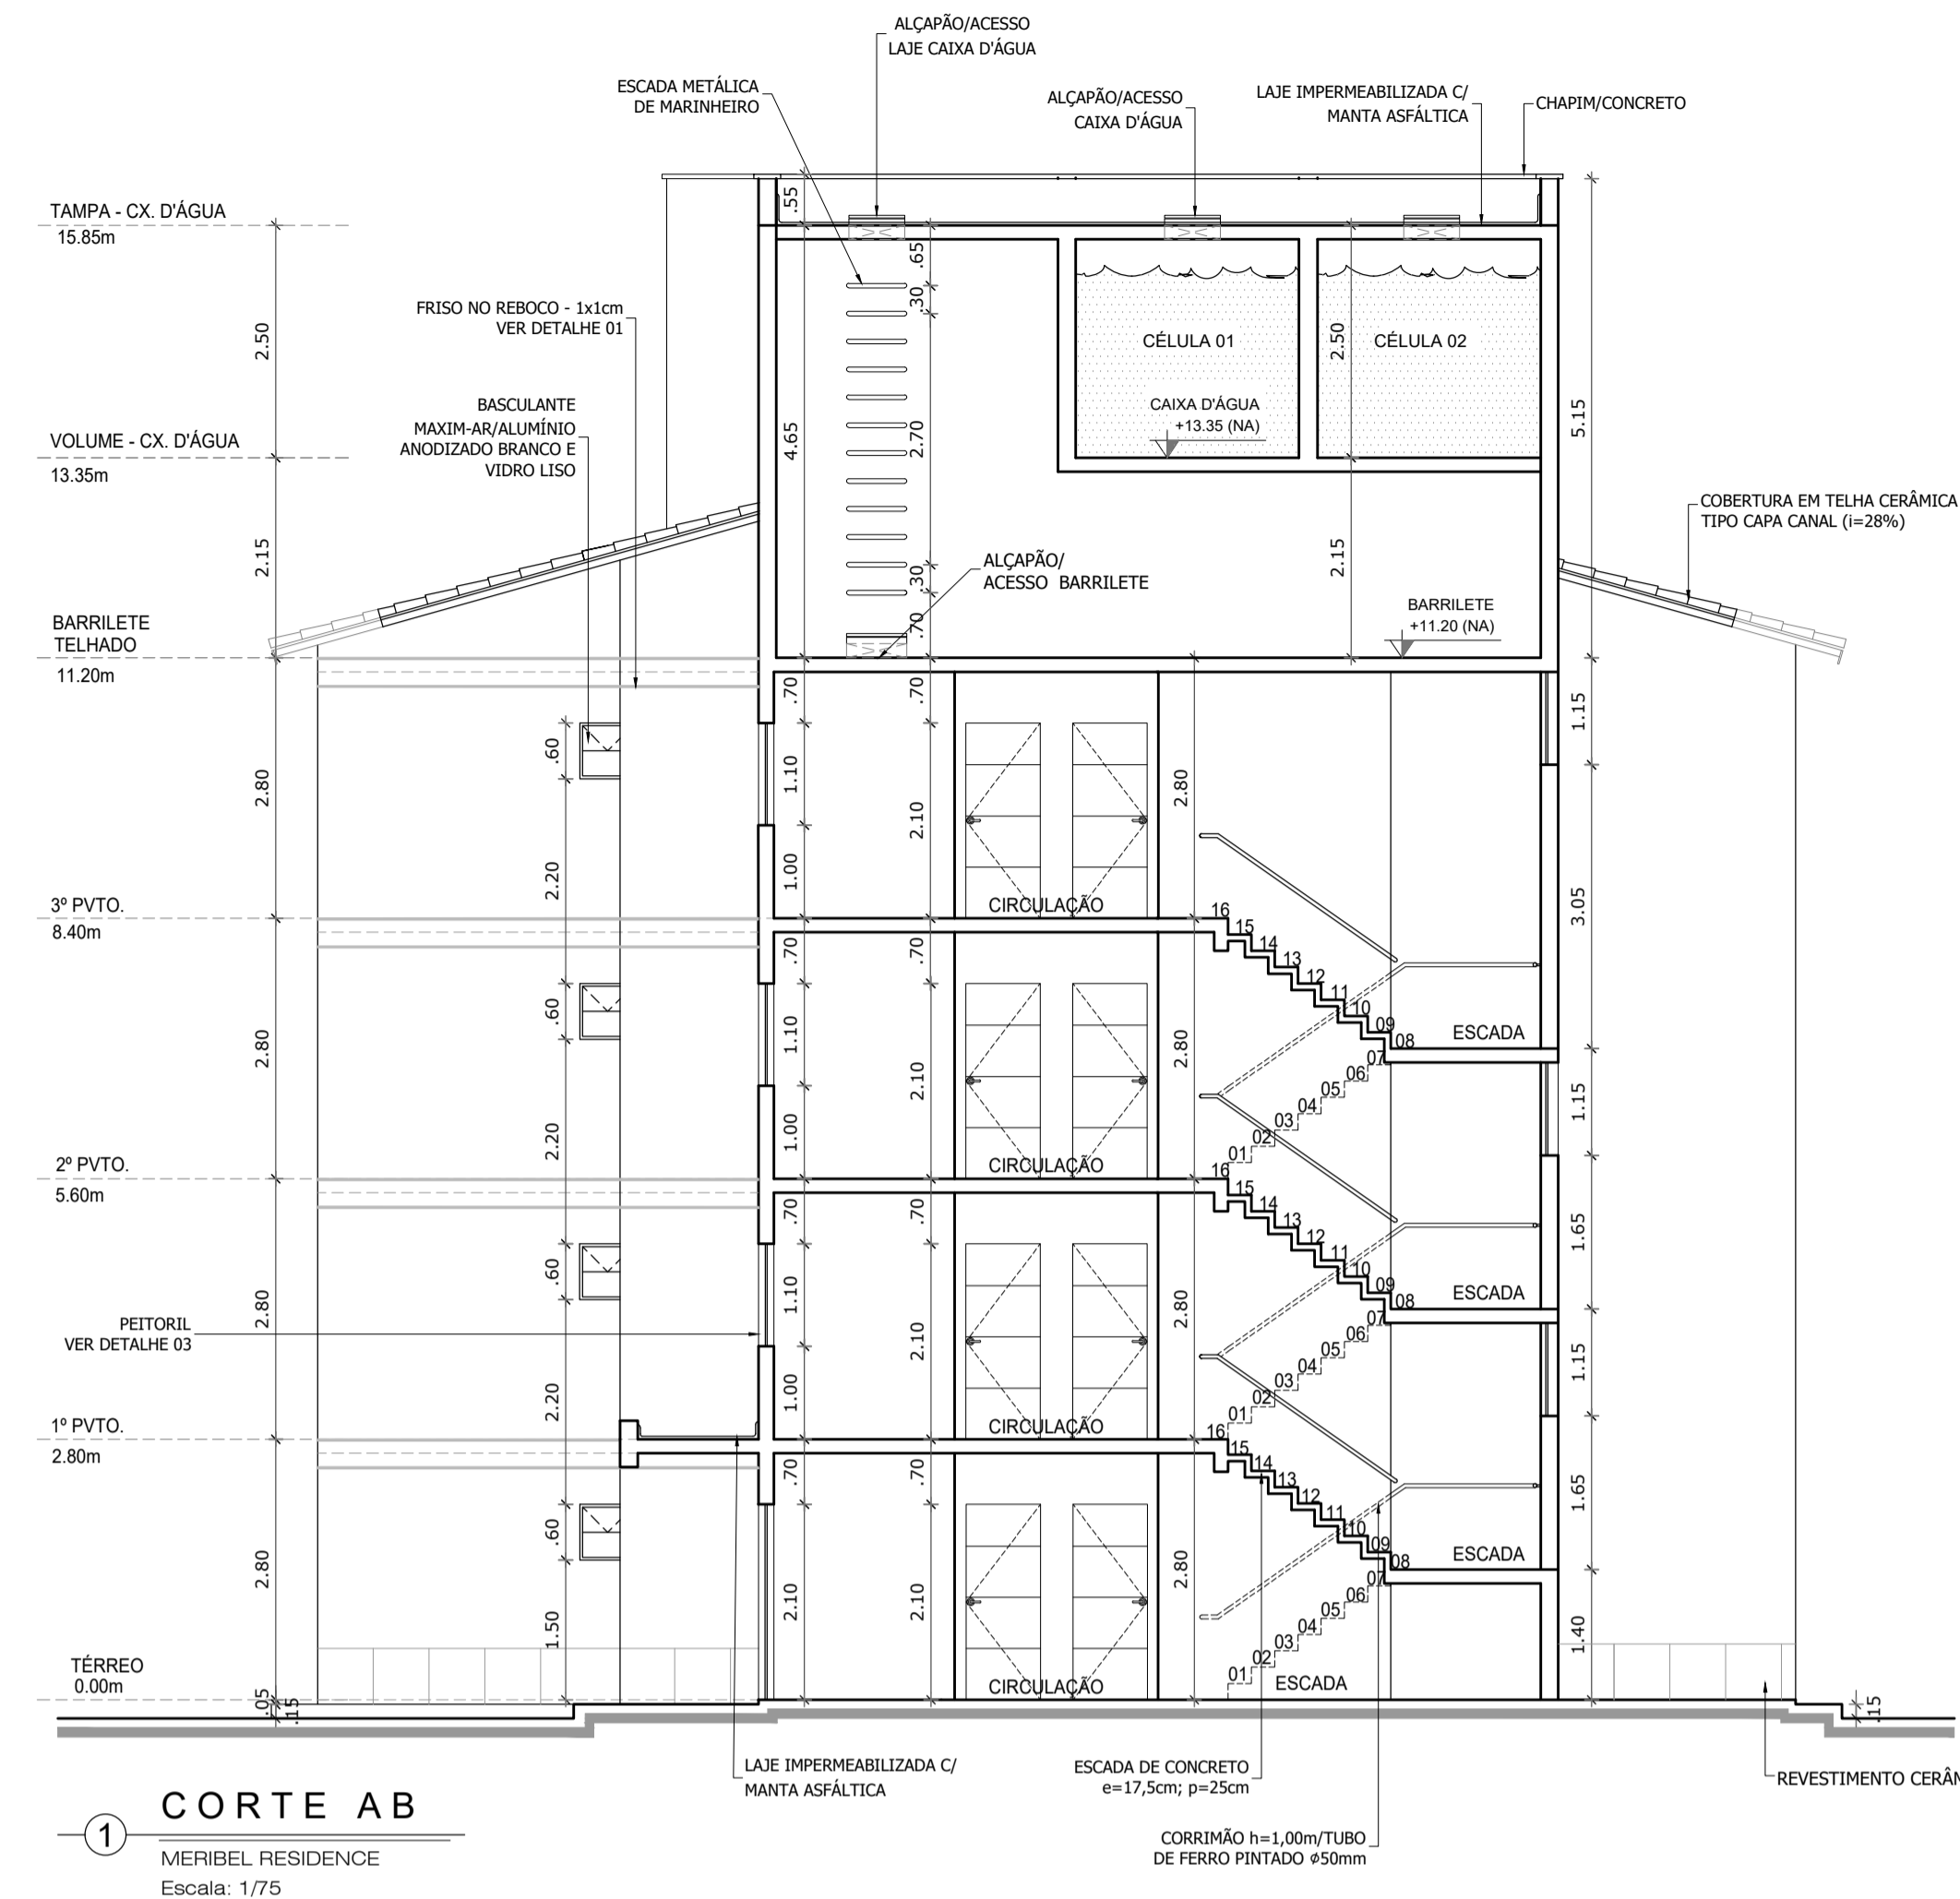 ALÇAPÃO/ACESSO
LAJE CAIXA D'ÁGUA
ESCADA METÁLICA
DE MARINHEIRO
ALÇAPÃO/ACESSO
CAIXA D'ÁGUA
LAJE IMPERMEABILIZADA C/
MANTA ASFÁLTICA
CHAPIM/CONCRETO
TAMPA - CX. D'ÁGUA
15.85m
FRISO NO REBOCO - 1x1cm
VER DETALHE 01
BASCULANTE
MAXIM-AR/ALUMÍNIO
ANODIZADO BRANCO E
VIDRO LISO
VOLUME - CX. D'ÁGUA
13.35m
BARRILETE
TELHADO
11.20m
3º PVTO.
8.40m
2º PVTO.
5.60m
PEITORIL
VER DETALHE 03
1º PVTO.
2.80m
TÉRREO
0.00m
2.50
2.15
2.80
2.80
2.80
2.80
.05
.15
.60
2.20
.60
2.20
.60
2.20
.60
1.50
.55
4.65
.70
1.10
1.00
.70
1.10
1.00
.70
1.10
1.00
.70
2.10
.65
.30
2.70
.30
.70
.70
2.10
.70
2.10
.70
2.10
.70
2.10
CÉLULA 01
CÉLULA 02
2.50
CAIXA D'ÁGUA
+13.35 (NA)
2.15
ALÇAPÃO/
ACESSO BARRILETE
BARRILETE
+11.20 (NA)
COBERTURA EM TELHA CERÂMICA
TIPO CAPA CANAL (i=28%)
2.80
CIRCULAÇÃO
16
15
14
13
12
11
10
09
08
ESCADA
07
06
05
04
03
02
01
2.80
CIRCULAÇÃO
16
15
14
13
12
11
10
09
08
ESCADA
07
06
05
04
03
02
01
2.80
CIRCULAÇÃO
16
15
14
13
12
11
10
09
08
ESCADA
07
06
05
04
03
02
01
2.80
CIRCULAÇÃO
ESCADA
5.15
1.15
3.05
1.15
1.65
1.15
1.65
1.40
.15
LAJE IMPERMEABILIZADA C/
MANTA ASFÁLTICA
ESCADA DE CONCRETO
e=17,5cm; p=25cm
CORRIMÃO h=1,00m/TUBO
DE FERRO PINTADO ø50mm
REVESTIMENTO
1
CORTE AB
MERIBEL RESIDENCE
Escala: 1/75